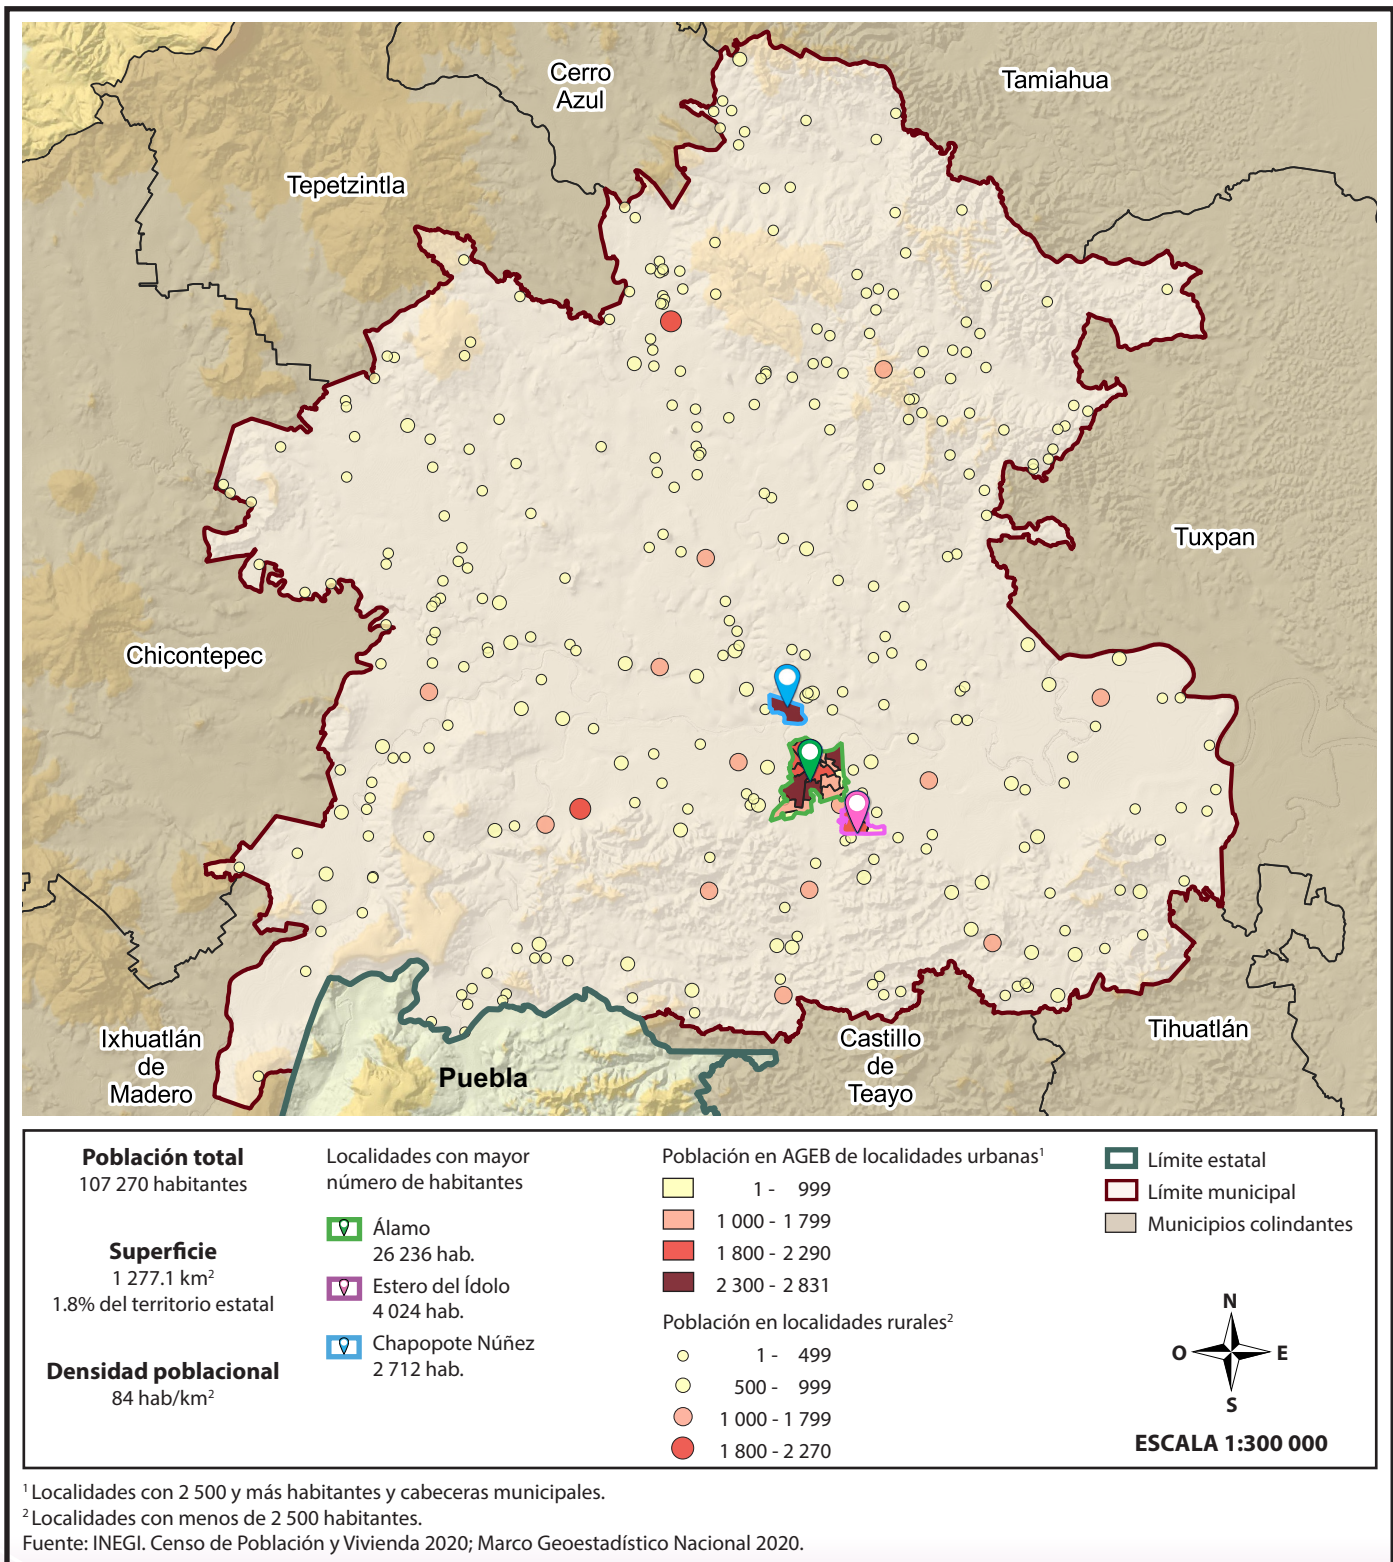 Cerro
Azul
Tamiahua
Tepetzintla
Tuxpan
Chicontepec
Ixhuatlán
de
Madero
Puebla
Castillo
de
Teayo
Tihuatlán
Población total
107 270 habitantes
Superficie
1 277.1 km²
1.8% del territorio estatal
Densidad poblacional
84 hab/km²
Localidades con mayor
número de habitantes
Álamo
26 236 hab.
Estero del Ídolo
4 024 hab.
Chapopote Núñez
2 712 hab.
Población en AGEB de localidades urbanas¹
1 - 999
1 000 - 1 799
1 800 - 2 290
2 300 - 2 831
Población en localidades rurales²
1 - 499
500 - 999
1 000 - 1 799
1 800 - 2 270
Límite estatal
Límite municipal
Municipios colindantes
N
O E
S
ESCALA 1:300 000
¹ Localidades con 2 500 y más habitantes y cabeceras municipales.
² Localidades con menos de 2 500 habitantes.
Fuente: INEGI. Censo de Población y Vivienda 2020; Marco Geoestadístico Nacional 2020.